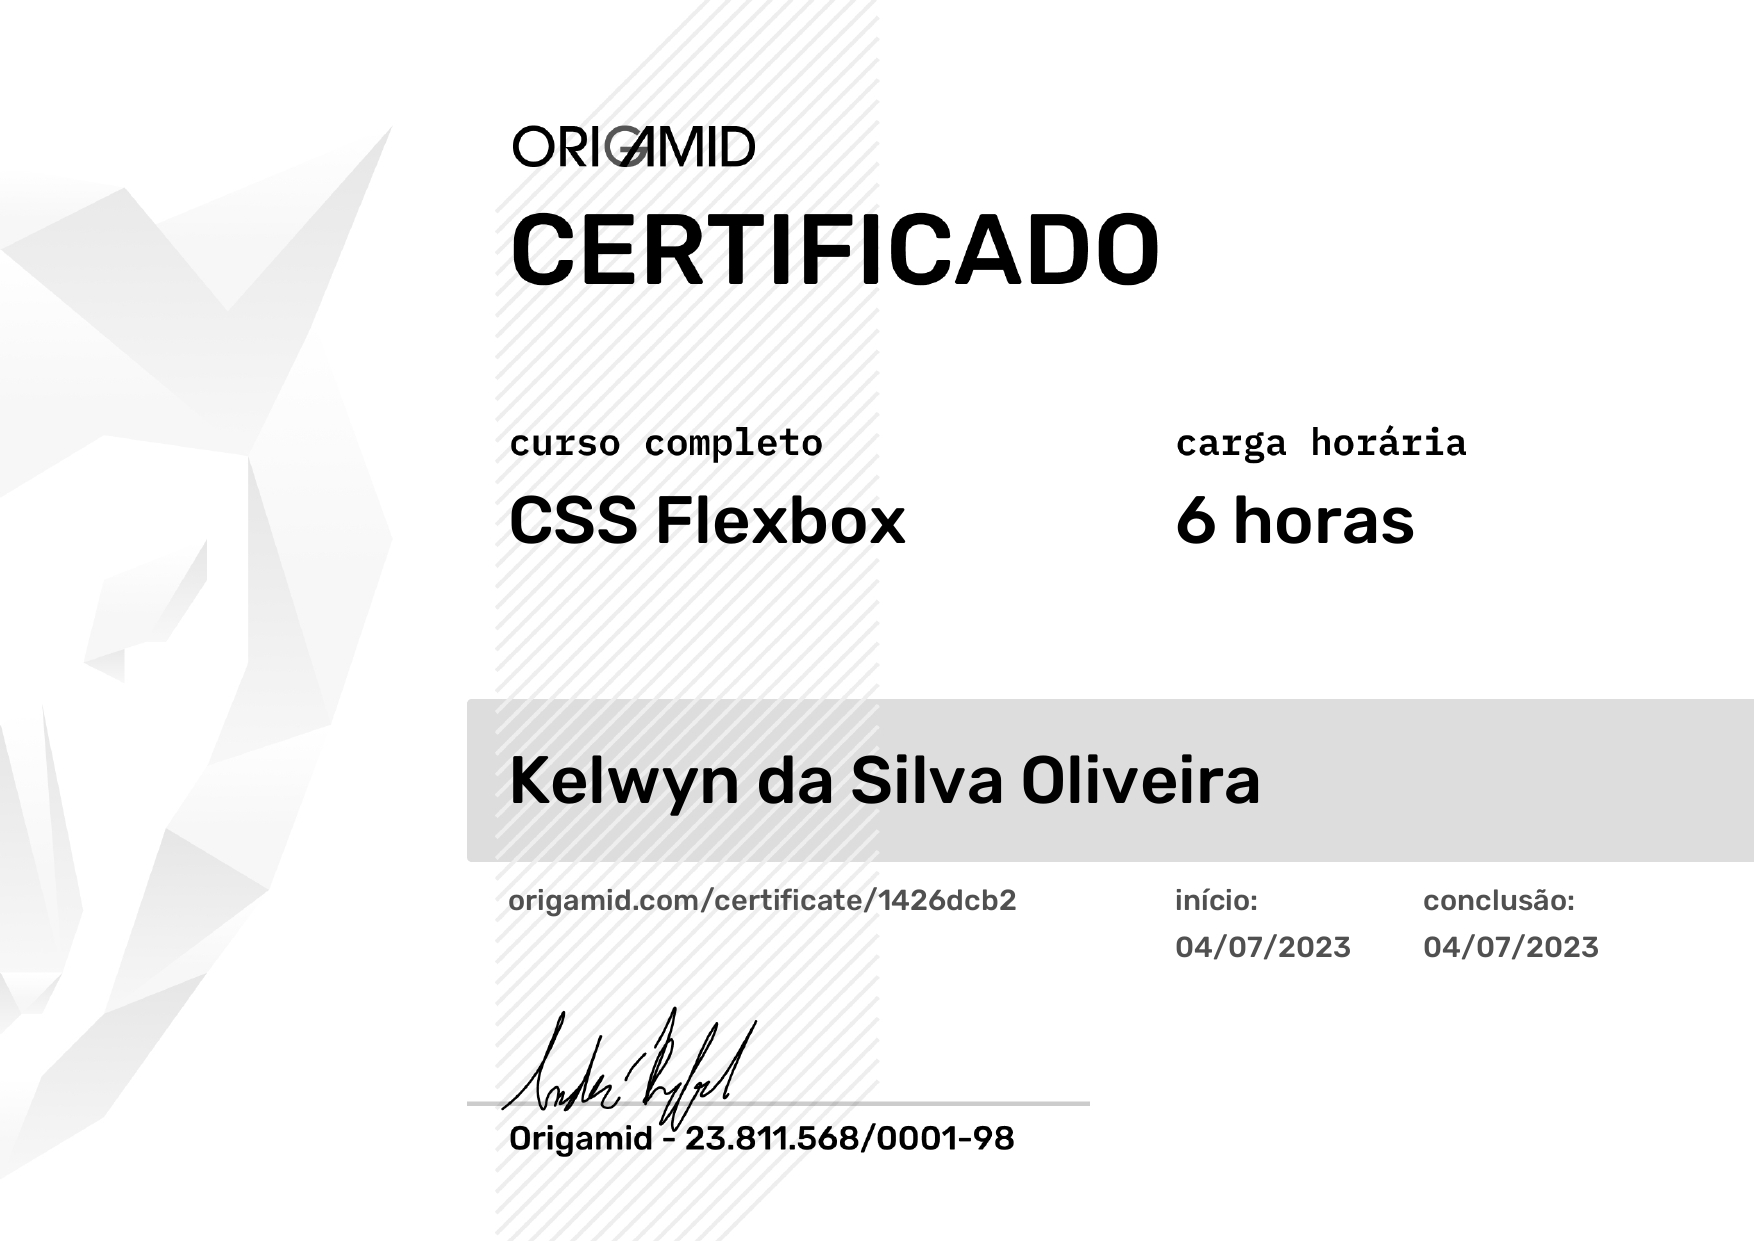 ORIGAMID
CERTIFICADO
curso completo
CSS Flexbox
carga horária
6 horas
Kelwyn da Silva Oliveira
origamid.com/certificate/1426dcb2
início:
04/07/2023
conclusão:
04/07/2023
Origamid - 23.811.568/0001-98